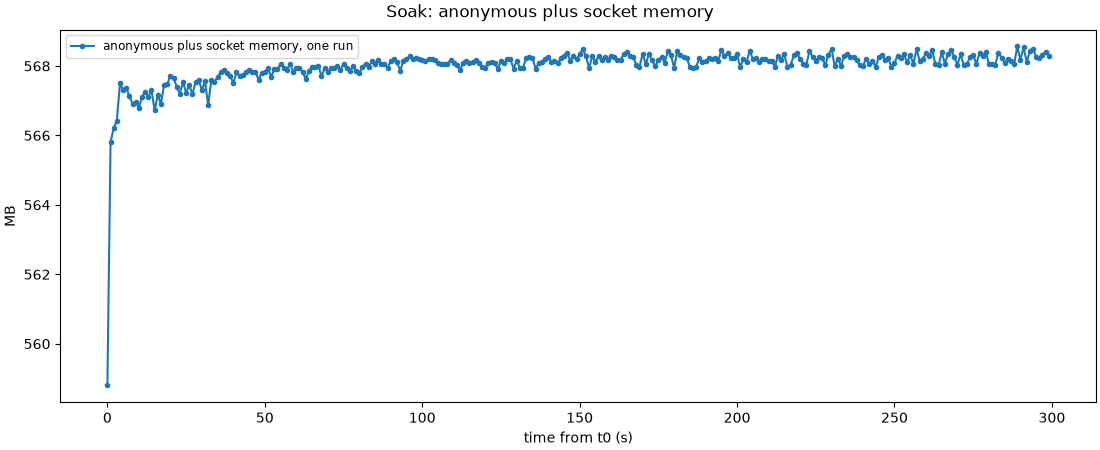 Soak: anonymous plus socket memory
anonymous plus socket memory, one run
568
566
564
562
560
MB
0 50 100 150 200 250 300
time from t0 (s)